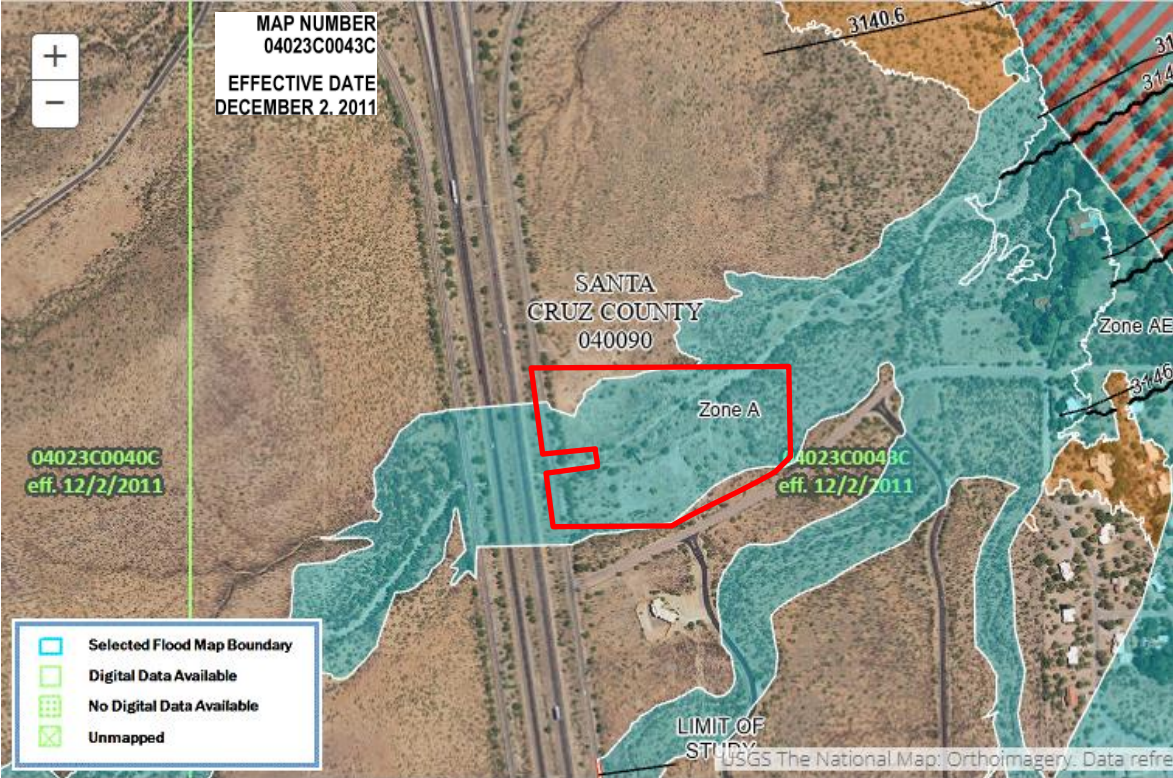 MAP NUMBER
04023C0043C
EFFECTIVE DATE
DECEMBER 2, 2011
3140.6
SANTA
CRUZ COUNTY
040090
Zone AE
3146
Zone A
04023C0040C
eff. 12/2/2011
04023C0043C
eff. 12/2/2011
Selected Flood Map Boundary
Digital Data Available
No Digital Data Available
Unmapped
LIMIT OF
STUDY
USGS The National Map: Orthoimagery. Data refre